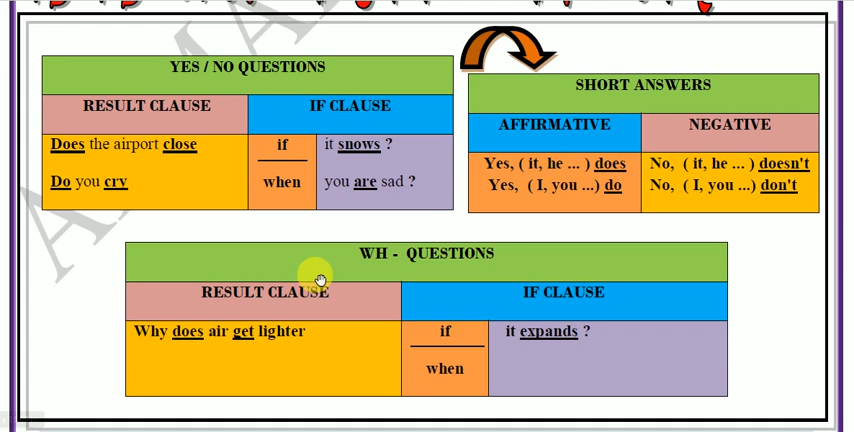 YES / NO QUESTIONS
RESULT CLAUSE IF CLAUSE
Does the airport close if it snows ?
Do you cry when you are sad ?
SHORT ANSWERS
AFFIRMATIVE NEGATIVE
Yes, ( it, he ... ) does No, ( it, he ... ) doesn't
Yes, ( I, you ...) do No, ( I, you ...) don't
WH - QUESTIONS
RESULT CLAUSE IF CLAUSE
Why does air get lighter if it expands ?
when